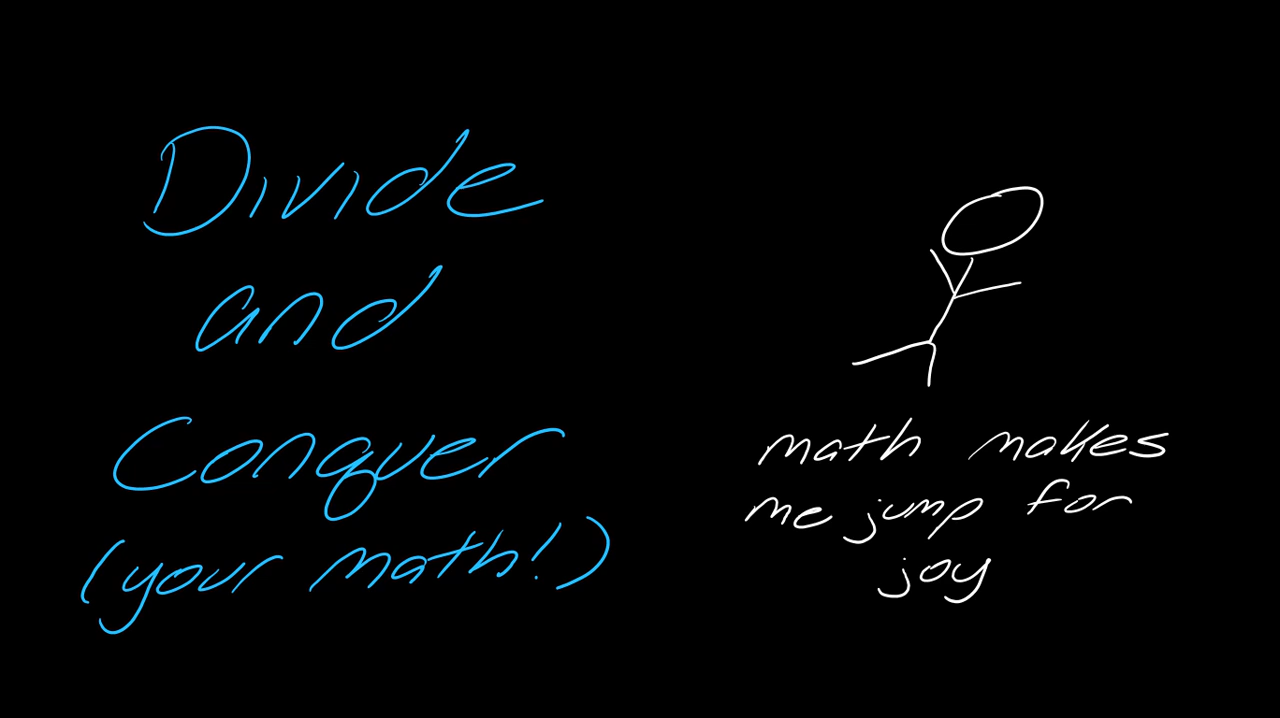 Divide
and
Conquer
(your math!)
math makes
me jump for
joy